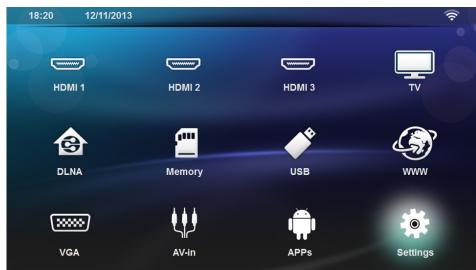 18:20 12/11/2013
HDMI 1 HDMI 2 HDMI 3 TV
DLNA Memory USB WWW
VGA AV-in APPs Settings